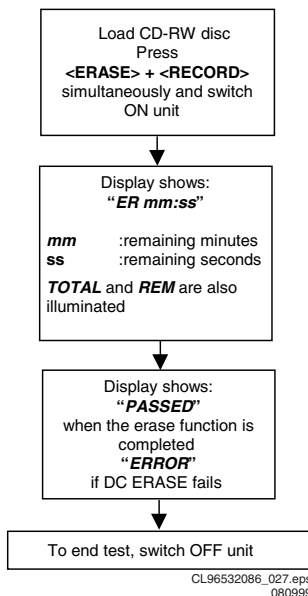 Load CD-RW disc
Press
<ERASE> + <RECORD>
simultaneously and switch
ON unit
Display shows:
“ER mm:ss”
mm :remaining minutes
ss :remaining seconds
TOTAL and REM are also
illuminated
Display shows:
“PASSED”
when the erase function is
completed
“ERROR”
if DC ERASE fails
To end test, switch OFF unit
CL96532086_027.eps
080999